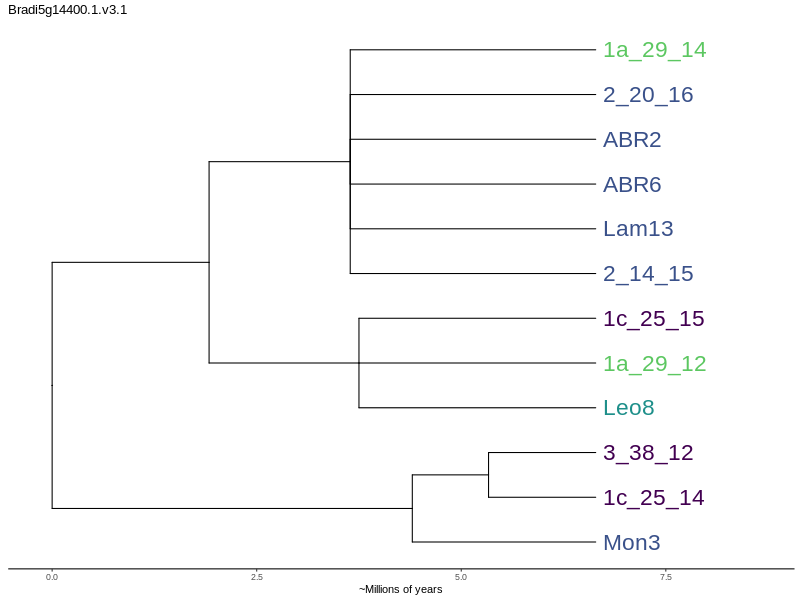 Bradi5g14400.1.v3.1
1a_29_14
2_20_16
ABR2
ABR6
Lam13
2_14_15
1c_25_15
1a_29_12
Leo8
3_38_12
1c_25_14
Mon3
0.0 2.5 5.0 7.5
~Millions of years